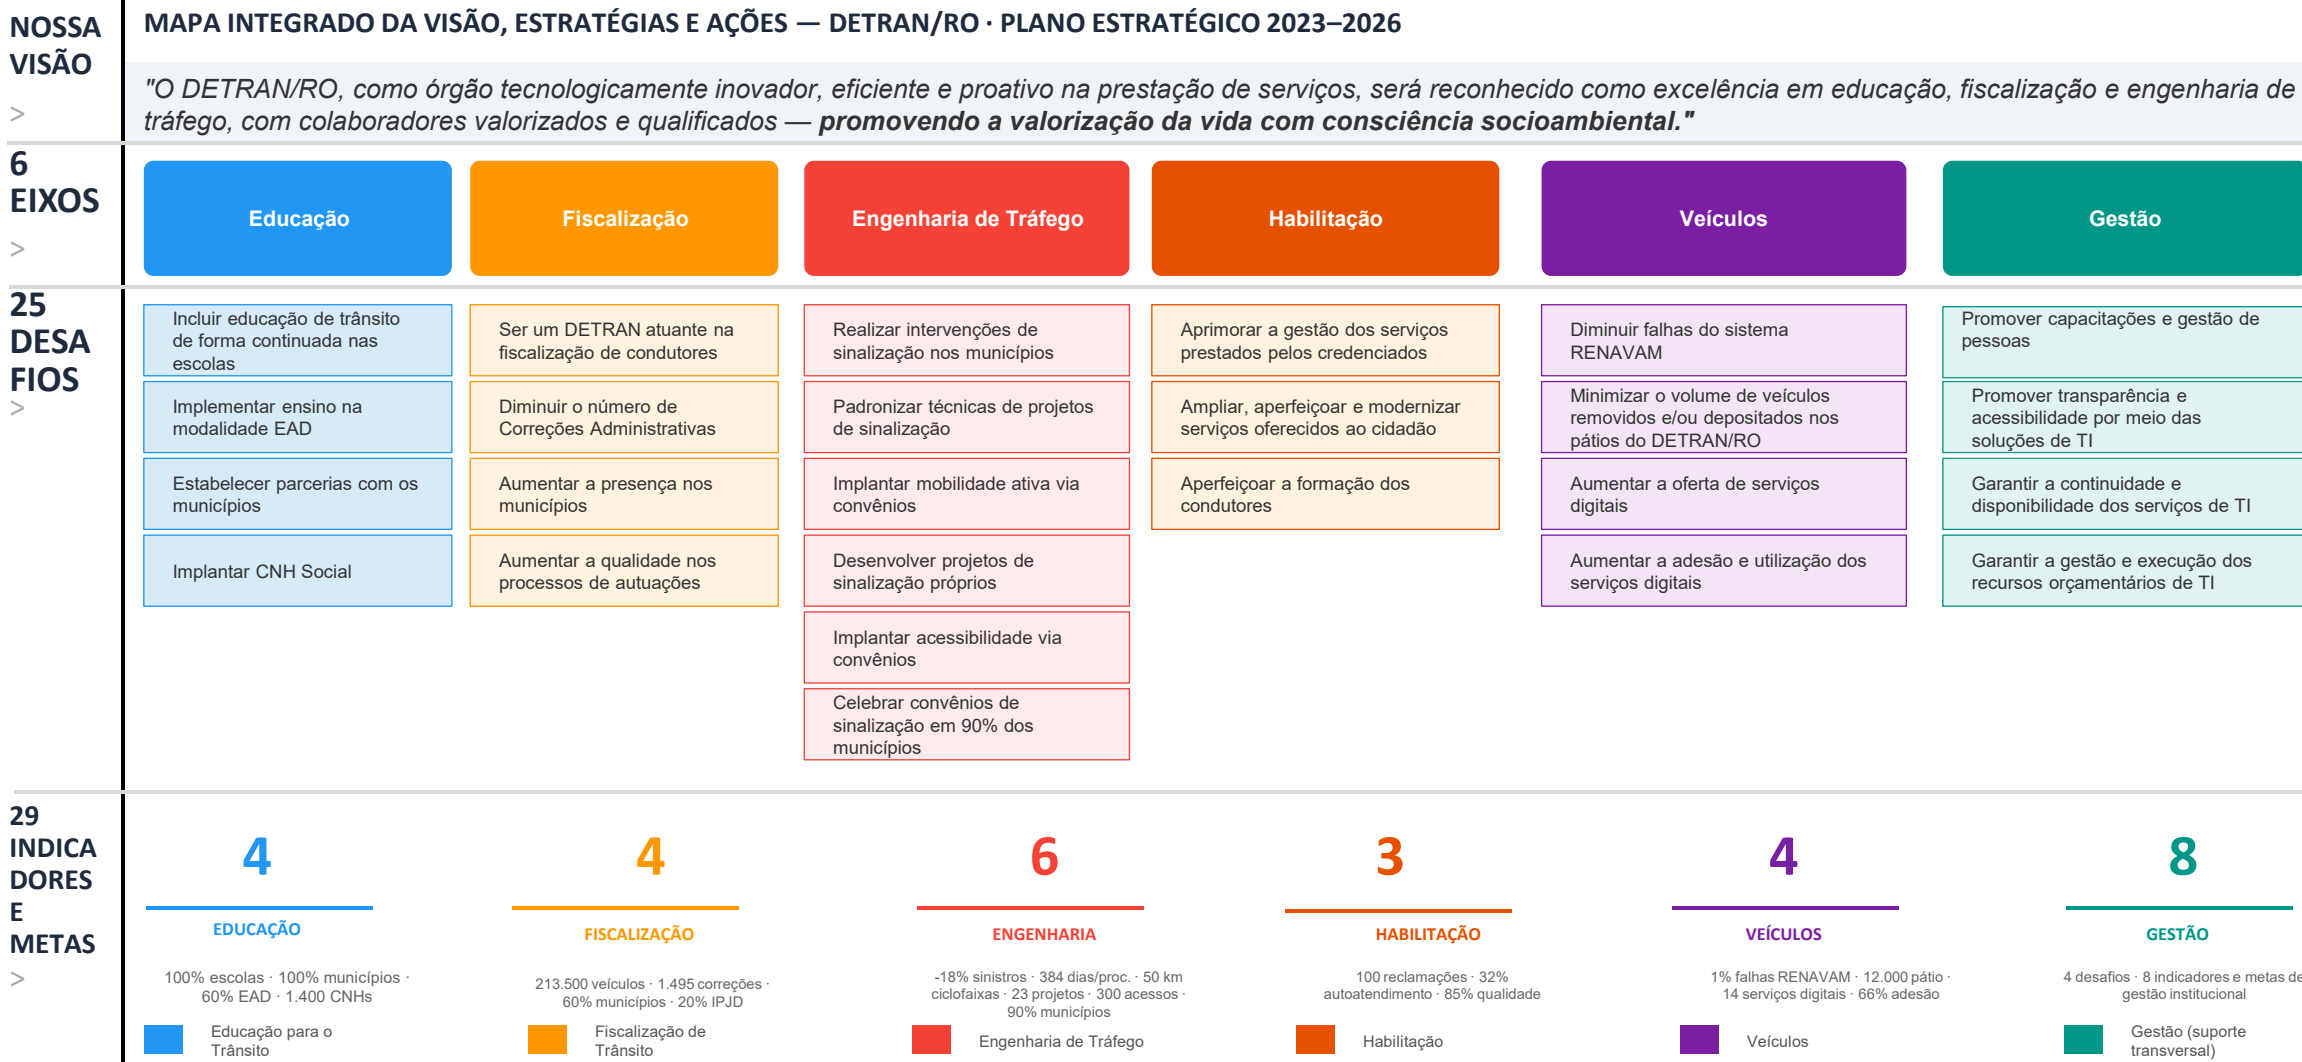 NOSSA
VISÃO
>
MAPA INTEGRADO DA VISÃO, ESTRATÉGIAS E AÇÕES — DETRAN/RO · PLANO ESTRATÉGICO 2023–2026
"O DETRAN/RO, como órgão tecnologicamente inovador, eficiente e proativo na prestação de serviços, será reconhecido como excelência em educação, fiscalização e engenharia de
tráfego, com colaboradores valorizados e qualificados — promovendo a valorização da vida com consciência socioambiental."
6
EIXOS
>
Educação
Fiscalização
Engenharia de Tráfego
Habilitação
Veículos
Gestão
25
DESA
FIOS
>
Incluir educação de trânsito
de forma continuada nas
escolas
Implementar ensino na
modalidade EAD
Estabelecer parcerias com os
municípios
Implantar CNH Social
Ser um DETRAN atuante na
fiscalização de condutores
Diminuir o número de
Correções Administrativas
Aumentar a presença nos
municípios
Aumentar a qualidade nos
processos de autuações
Realizar intervenções de
sinalização nos municípios
Padronizar técnicas de projetos
de sinalização
Implantar mobilidade ativa via
convênios
Desenvolver projetos de
sinalização próprios
Implantar acessibilidade via
convênios
Celebrar convênios de
sinalização em 90% dos
municípios
Aprimorar a gestão dos serviços
prestados pelos credenciados
Ampliar, aperfeiçoar e modernizar
serviços oferecidos ao cidadão
Aperfeiçoar a formação dos
condutores
Diminuir falhas do sistema
RENAVAM
Minimizar o volume de veículos
removidos e/ou depositados nos
pátios do DETRAN/RO
Aumentar a oferta de serviços
digitais
Aumentar a adesão e utilização dos
serviços digitais
Promover capacitações e gestão de
pessoas
Promover transparência e
acessibilidade por meio das
soluções de TI
Garantir a continuidade e
disponibilidade dos serviços de TI
Garantir a gestão e execução dos
recursos orçamentários de TI
29
INDICA
DORES
E
METAS
>
4
EDUCAÇÃO
100% escolas · 100% municípios ·
60% EAD · 1.400 CNHs
4
FISCALIZAÇÃO
213.500 veículos · 1.495 correções ·
60% municípios · 20% IPJD
6
ENGENHARIA
-18% sinistros · 384 dias/proc. · 50 km
ciclofaixas · 23 projetos · 300 acessos ·
90% municípios
3
HABILITAÇÃO
100 reclamações · 32%
autoatendimento · 85% qualidade
4
VEÍCULOS
1% falhas RENAVAM · 12.000 pátio ·
14 serviços digitais · 66% adesão
8
GESTÃO
4 desafios · 8 indicadores e metas de
gestão institucional
Educação para o
Trânsito
Fiscalização de
Trânsito
Engenharia de Tráfego
Habilitação
Veículos
Gestão (suporte
transversal)